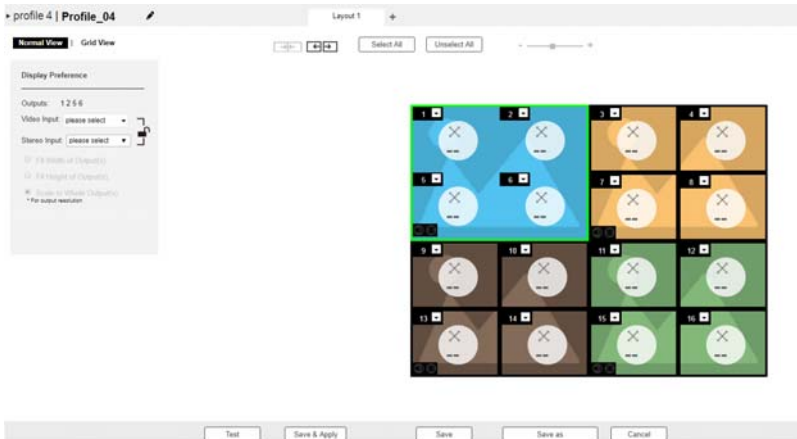 profile 4 | Profile_04
Layout 1 +
Normal View | Grid View
Select All Unselect All - +
Display Preference
Outputs: 1 2 5 6
Video Input: please select
Stereo Input: please select
Fit Width of Output(s)
Fit Height of Output(s)
Scale to Whole Output(s)
* For output resolution
1 2 3 4
-- -- -- --
5 6 7 8
-- -- -- --
9 10 11 12
-- -- -- --
13 14 15 16
-- -- -- --
Test Save & Apply Save Save as Cancel